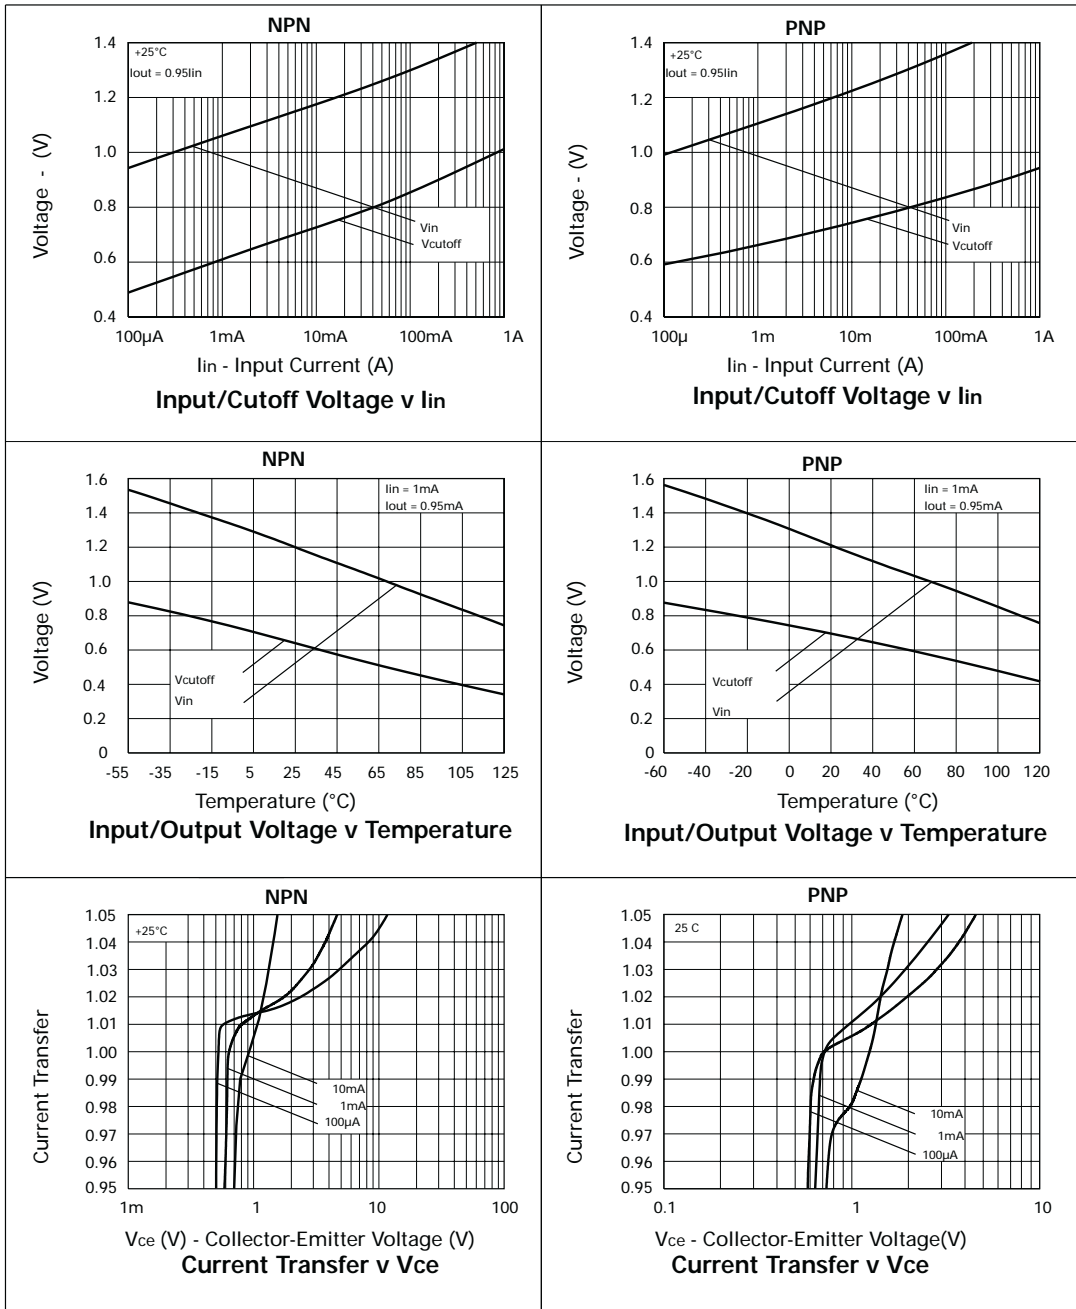 NPN
1.4
1.2
1.0
0.8
0.6
0.4
+25°C
Iout = 0.95Iin
Vin
Vcutoff
100µA 1mA 10mA 100mA 1A
Voltage - (V)
Iin - Input Current (A)
Input/Cutoff Voltage v Iin
PNP
1.4
1.2
1.0
0.8
0.6
0.4
+25°C
Iout = 0.95Iin
Vin
Vcutoff
100µ 1m 10m 100mA 1A
Voltage - (V)
Iin - Input Current (A)
Input/Cutoff Voltage v Iin
NPN
1.6
1.4
1.2
1.0
0.8
0.6
0.4
0.2
0
Iin = 1mA
Iout = 0.95mA
Vcutoff
Vin
-55 -35 -15 5 25 45 65 85 105 125
Voltage (V)
Temperature (°C)
Input/Output Voltage v Temperature
PNP
1.6
1.4
1.2
1.0
0.8
0.6
0.4
0.2
0
Iin = 1mA
Iout = 0.95mA
Vcutoff
Vin
-60 -40 -20 0 20 40 60 80 100 120
Voltage (V)
Temperature (°C)
Input/Output Voltage v Temperature
NPN
1.05
1.04
1.03
1.02
1.01
1.00
0.99
0.98
0.97
0.96
0.95
+25°C
10mA
1mA
100µA
1m 1 10 100
Current Transfer
Vce (V) - Collector-Emitter Voltage (V)
Current Transfer v Vce
PNP
1.05
1.04
1.03
1.02
1.01
1.00
0.99
0.98
0.97
0.96
0.95
25 C
10mA
1mA
100µA
0.1 1 10
Current Transfer
Vce - Collector-Emitter Voltage(V)
Current Transfer v Vce